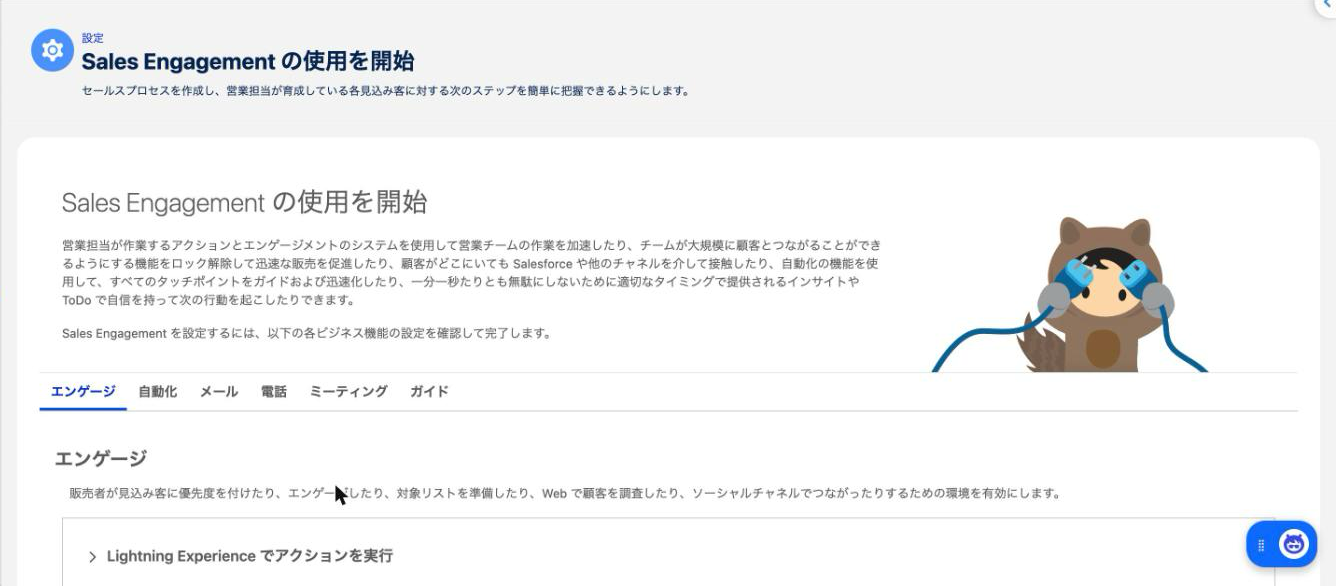 設定
Sales Engagement の使用を開始
セールスプロセスを作成し、営業担当が育成している各見込み客に対する次のステップを簡単に把握できるようにします。
Sales Engagement の使用を開始
営業担当が作業するアクションとエンゲージメントのシステムを使用して営業チームの作業を加速したり、チームが大規模に顧客とつながることができ
るようにする機能をロック解除して迅速な販売を促進したり、顧客がどこにいても Salesforce や他のチャネルを介して接触したり、自動化の機能を使
用して、すべてのタッチポイントをガイドおよび迅速化したり、一分一秒たりとも無駄にしないために適切なタイミングで提供されるインサイトや
ToDo で自信を持って次の行動を起こしたりできます。
Sales Engagement を設定するには、以下の各ビジネス機能の設定を確認して完了します。
エンゲージ 自動化 メール 電話 ミーティング ガイド
エンゲージ
販売者が見込み客に優先度を付けたり、エンゲージしたり、対象リストを準備したり、Web で顧客を調査したり、ソーシャルチャネルでつながったりするための環境を有効にします。
Lightning Experience でアクションを実行